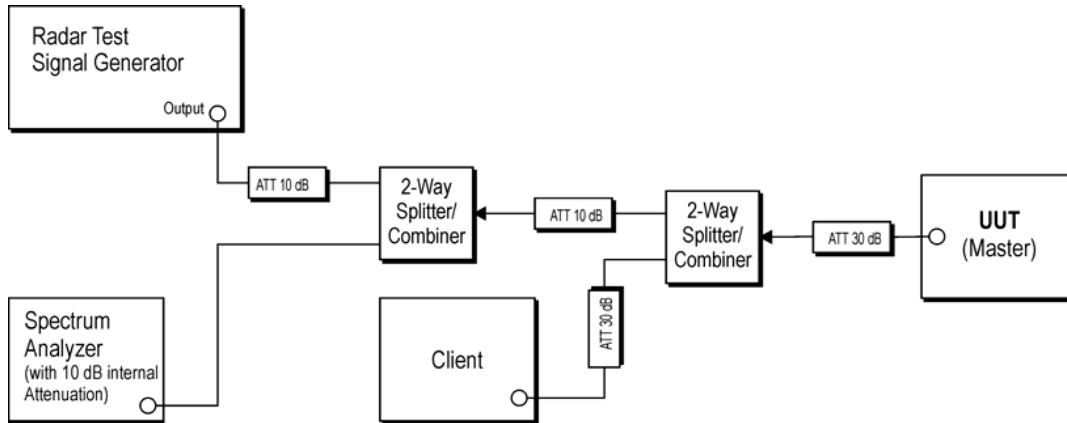 Radar Test
Signal Generator
Output
ATT 10 dB
2-Way
Splitter/
Combiner
ATT 10 dB
2-Way
Splitter/
Combiner
ATT 30 dB
UUT
(Master)
Spectrum
Analyzer
(with 10 dB internal
Attenuation)
Client
ATT 30 dB